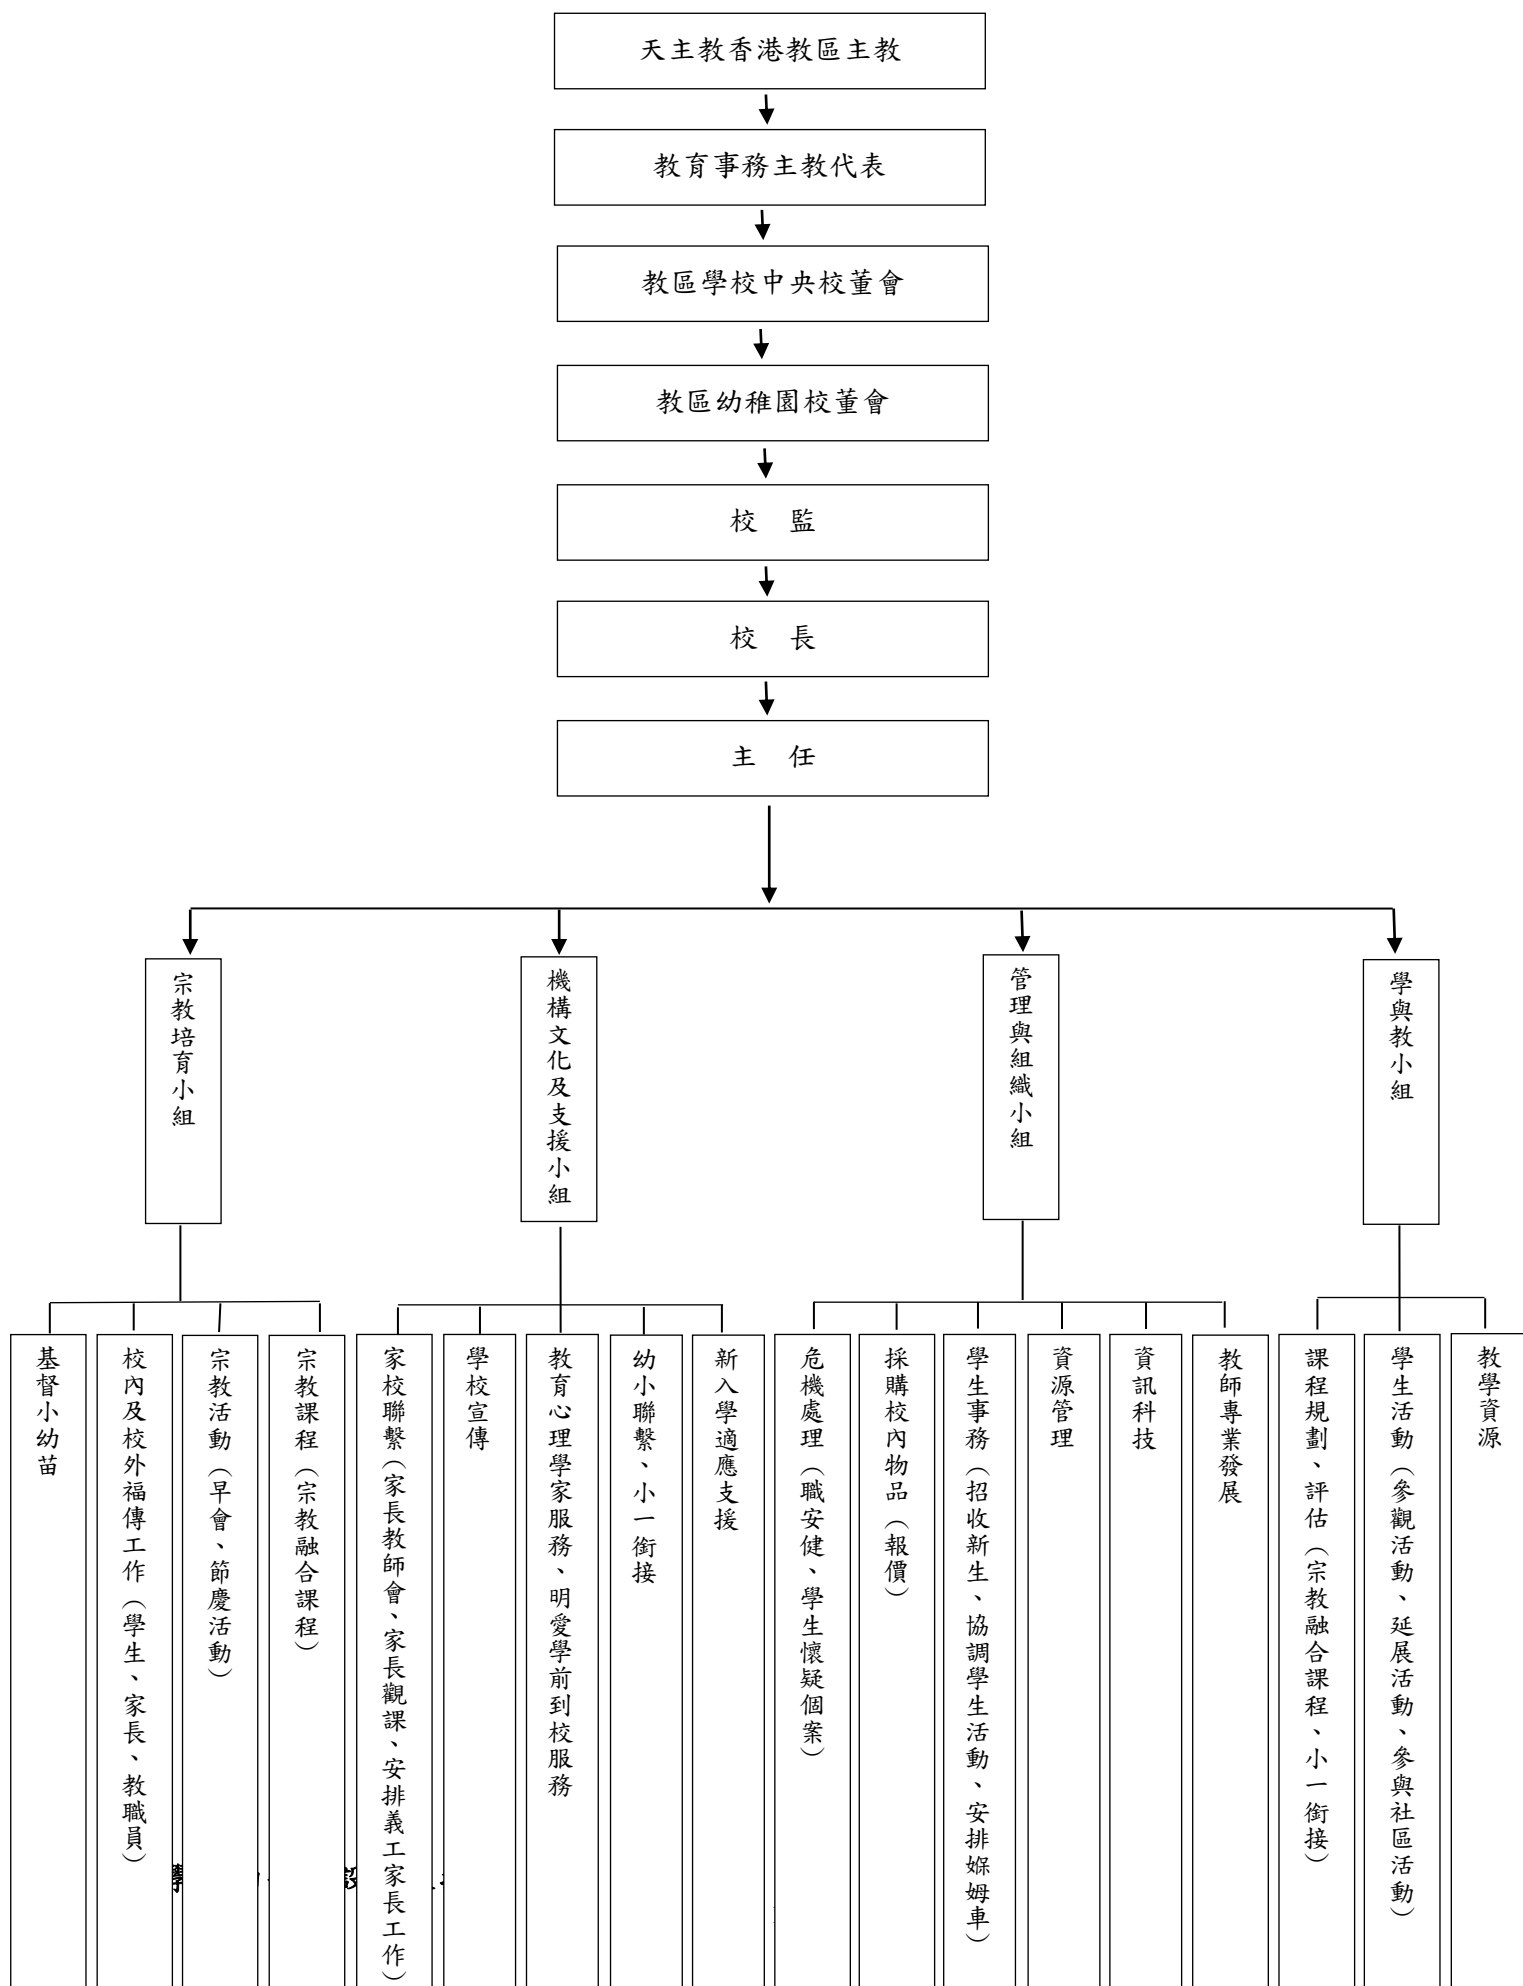 天主教香港教區主教
教育事務主教代表
教區學校中央校董會
教區幼稚園校董會
校　監
校　長
主　任
宗教培育小組
機構文化及支援小組
管理與組織小組
學與教小組
基督小幼苗
校內及校外福傳工作（學生、家長、教職員）
宗教活動（早會、節慶活動）
宗教課程（宗教融合課程）
家校聯繫（家長教師會、家長觀課、安排義工家長工作）
學校宣傳
教育心理學家服務、明愛學前到校服務
幼小聯繫、小一銜接
新入學適應支援
危機處理（職安健、學生懷疑個案）
採購校內物品（報價）
學生事務（招收新生、協調學生活動、安排媬姆車）
資源管理
資訊科技
教師專業發展
課程規劃、評估（宗教融合課程、小一銜接）
學生活動（參觀活動、延展活動、參與社區活動）
教學資源